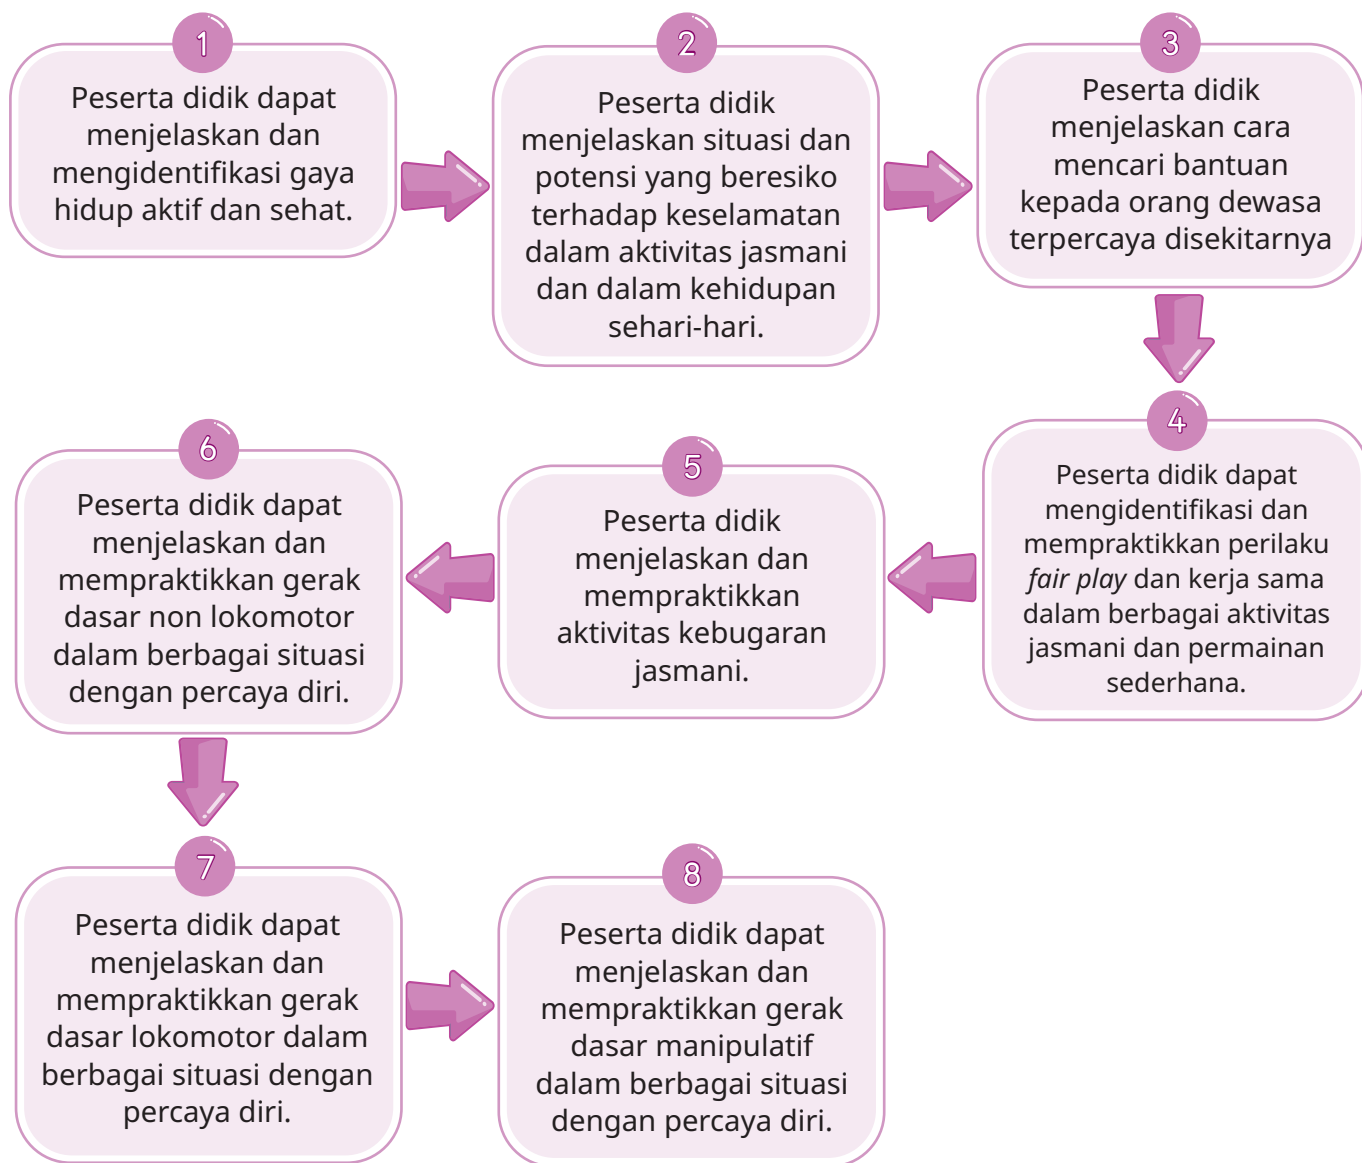 1
Peserta didik dapat
menjelaskan dan
mengidentifikasi gaya
hidup aktif dan sehat.
2
Peserta didik
menjelaskan situasi dan
potensi yang beresiko
terhadap keselamatan
dalam aktivitas jasmani
dan dalam kehidupan
sehari-hari.
3
Peserta didik
menjelaskan cara
mencari bantuan
kepada orang dewasa
terpercaya disekitarnya
4
Peserta didik dapat
mengidentifikasi dan
mempraktikkan perilaku
fair play dan kerja sama
dalam berbagai aktivitas
jasmani dan permainan
sederhana.
5
Peserta didik
menjelaskan dan
mempraktikkan
aktivitas kebugaran
jasmani.
6
Peserta didik dapat
menjelaskan dan
mempraktikkan gerak
dasar non lokomotor
dalam berbagai situasi
dengan percaya diri.
7
Peserta didik dapat
menjelaskan dan
mempraktikkan gerak
dasar lokomotor dalam
berbagai situasi dengan
percaya diri.
8
Peserta didik dapat
menjelaskan dan
mempraktikkan gerak
dasar manipulatif
dalam berbagai situasi
dengan percaya diri.